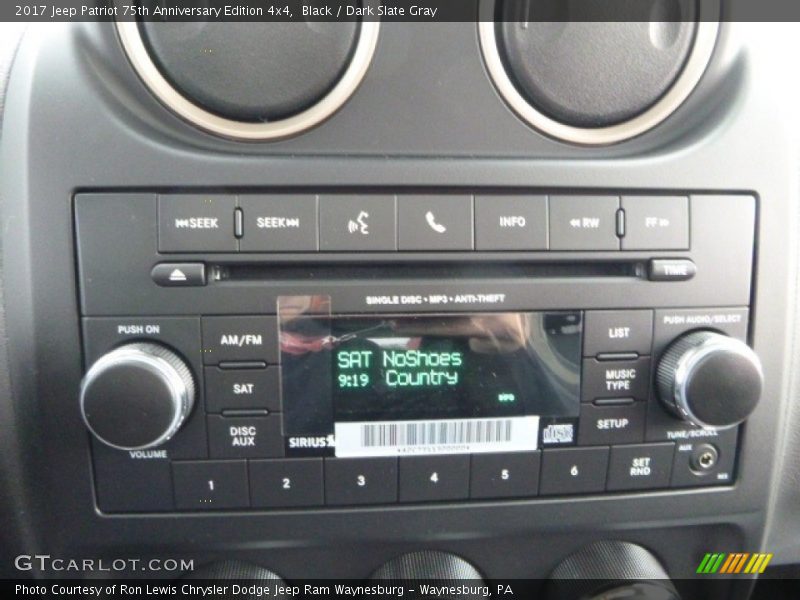 2017 Jeep Patriot 75th Anniversary Edition 4x4, Black / Dark Slate Gray
SEEK SEEK INFO RW FF
TIME
SINGLE DISC • MP3 • ANTI-THEFT
PUSH ON
AM/FM
SAT
DISC AUX
VOLUME
SAT NoShoes
9:19 Country
SIRIUS
LIST
MUSIC TYPE
SETUP
PUSH AUDIO/SELECT
TUNE/SCROLL
AUX
1 2 3 4 5 6 SET RND
GTCARLOT.COM
Photo Courtesy of Ron Lewis Chrysler Dodge Jeep Ram Waynesburg - Waynesburg, PA